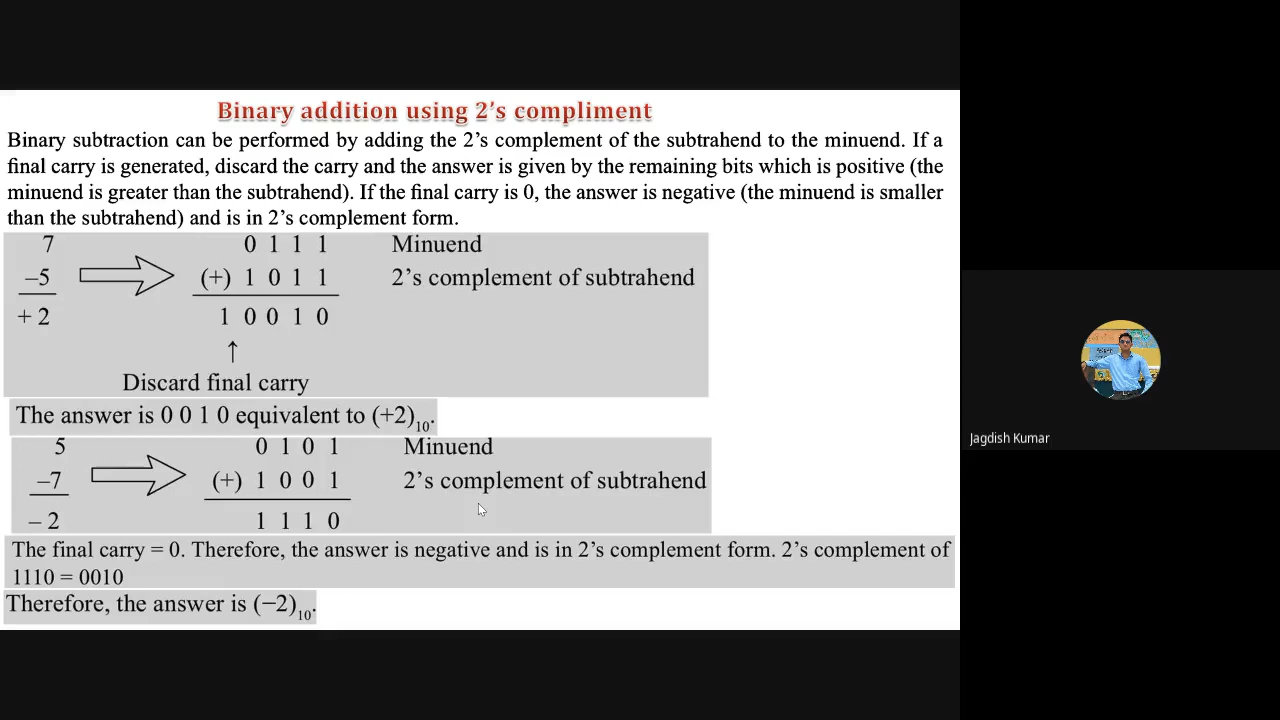 Binary addition using 2’s compliment
Binary subtraction can be performed by adding the 2’s complement of the subtrahend to the minuend. If a
final carry is generated, discard the carry and the answer is given by the remaining bits which is positive (the
minuend is greater than the subtrahend). If the final carry is 0, the answer is negative (the minuend is smaller
than the subtrahend) and is in 2’s complement form.
7 0 1 1 1 Minuend
–5 (+) 1 0 1 1 2’s complement of subtrahend
+ 2 1 0 0 1 0
↑
Discard final carry
The answer is 0 0 1 0 equivalent to (+2)10.
5 0 1 0 1 Minuend
–7 (+) 1 0 0 1 2’s complement of subtrahend
– 2 1 1 1 0
The final carry = 0. Therefore, the answer is negative and is in 2’s complement form. 2’s complement of
1110 = 0010
Therefore, the answer is (−2)10.
Jagdish Kumar